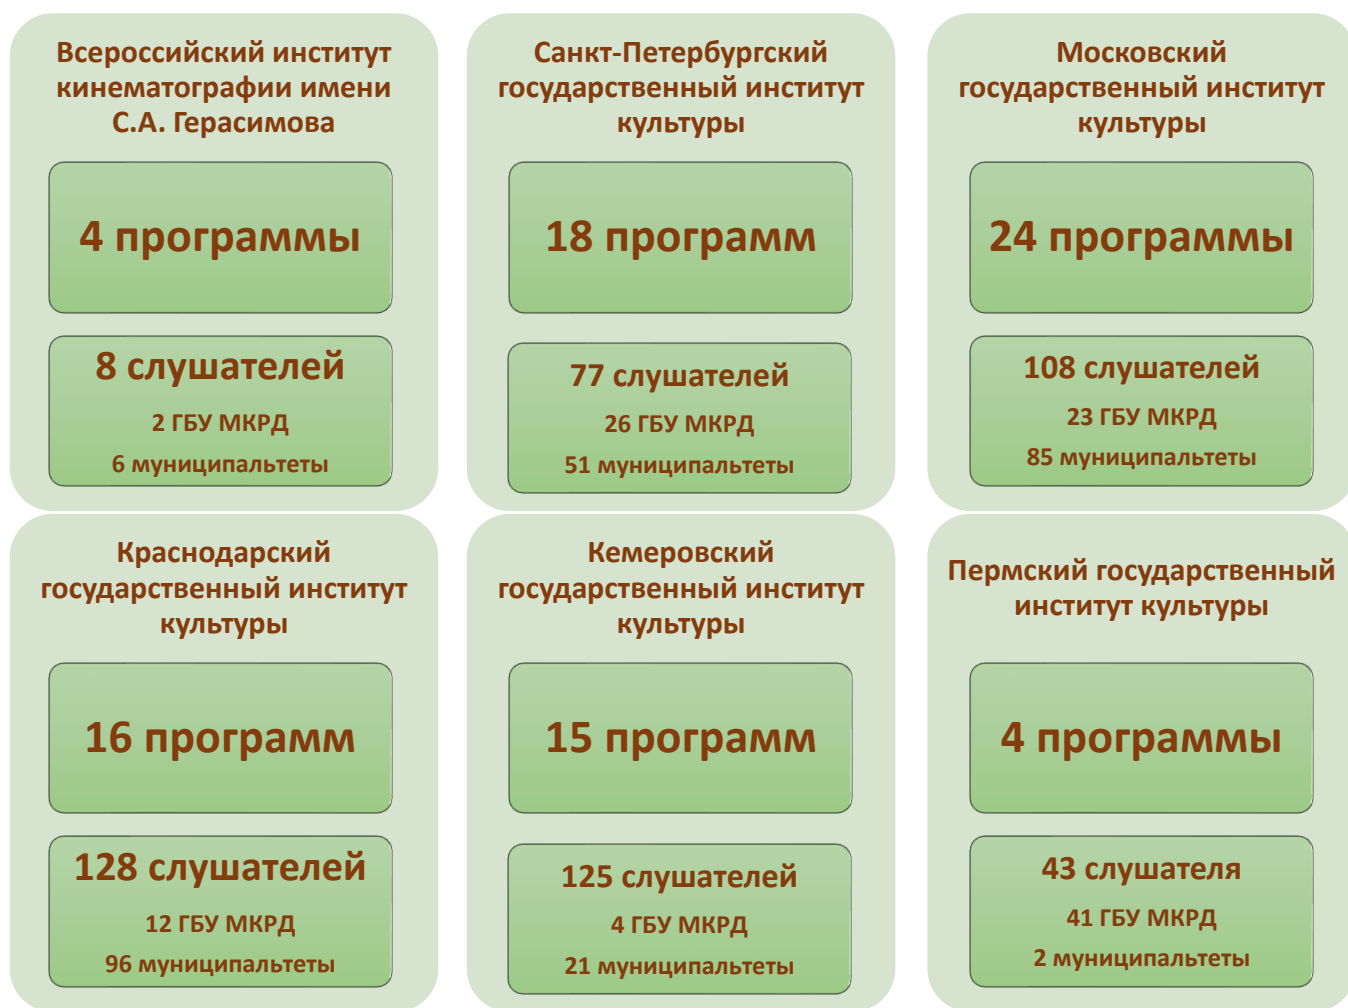 Всероссийский институт
кинематографии имени
С.А. Герасимова
4 программы
8 слушателей
2 ГБУ МКРД
6 муниципальтеты
Санкт-Петербургский
государственный институт
культуры
18 программ
77 слушателей
26 ГБУ МКРД
51 муниципальтеты
Московский
государственный институт
культуры
24 программы
108 слушателей
23 ГБУ МКРД
85 муниципальтеты
Краснодарский
государственный институт
культуры
16 программ
128 слушателей
12 ГБУ МКРД
96 муниципальтеты
Кемеровский
государственный институт
культуры
15 программ
125 слушателей
4 ГБУ МКРД
21 муниципальтеты
Пермский государственный
институт культуры
4 программы
43 слушателя
41 ГБУ МКРД
2 муниципальтеты